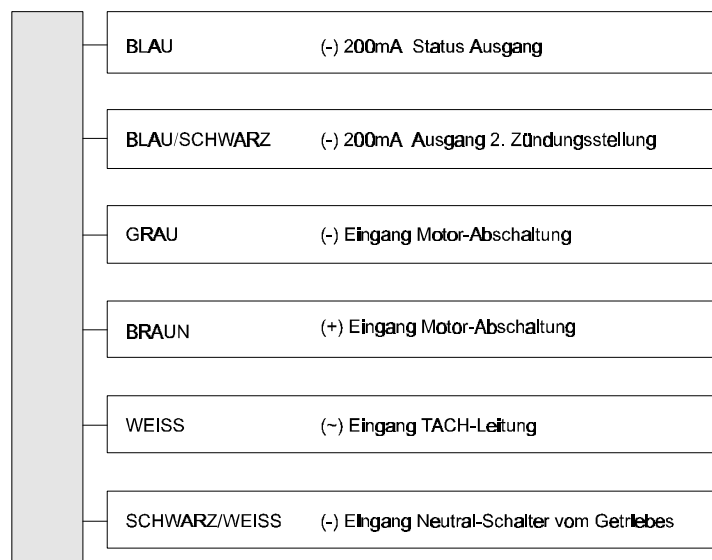 BLAU (-) 200mA Status Ausgang
BLAU/SCHWARZ (-) 200mA Ausgang 2. Zündungsstellung
GRAU (-) Eingang Motor-Abschaltung
BRAUN (+) Eingang Motor-Abschaltung
WEISS (~) Eingang TACH-Leitung
SCHWARZ/WEISS (-) EIngang Neutral-Schalter vom Getriebes